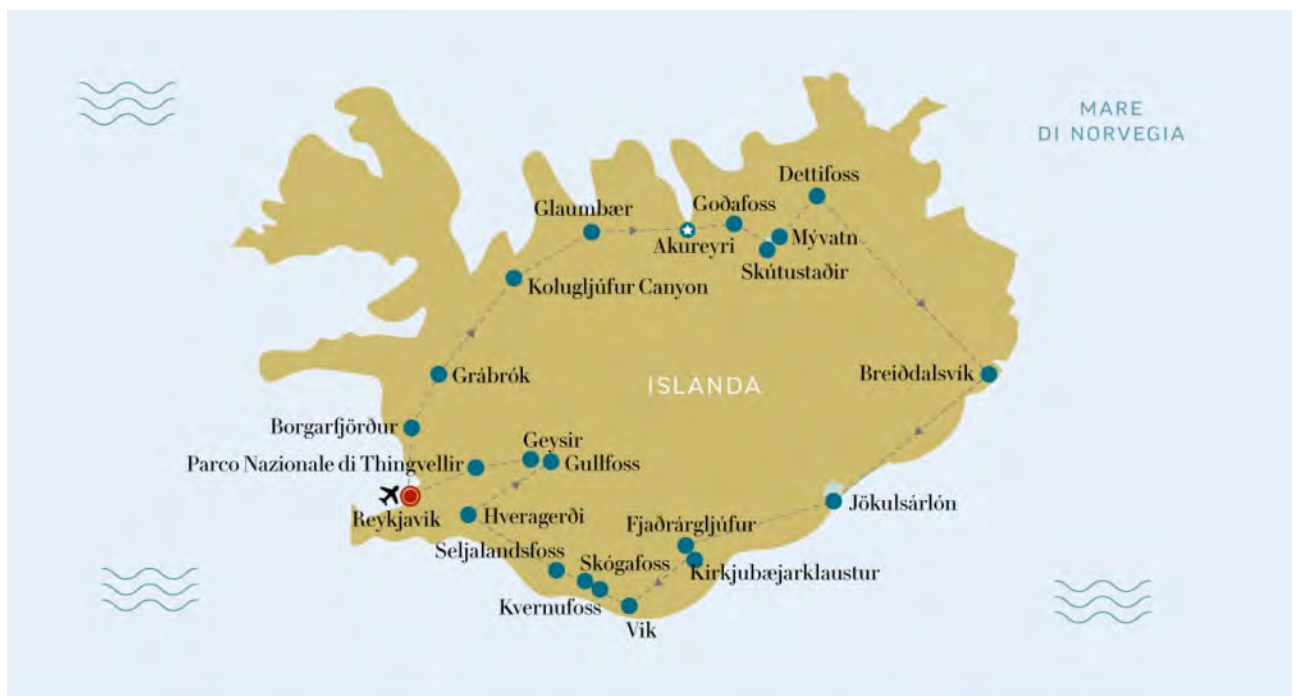 MARE
DI NORVEGIA
Dettifoss
Goðafoss
Glaumbær
Akureyri
Mývatn
Skútustaðir
Kolugljúfur Canyon
Grábrók
ISLANDA
Breiðdalsvík
Borgarfjörður
Geysir
Parco Nazionale di Thingvellir
Gullfoss
Reykjavik
Hveragerði
Jökulsárlón
Fjaðrárgljúfur
Seljalandsfoss
Skógafoss
Kirkjubæjarklaustur
Kvernufoss
Vik